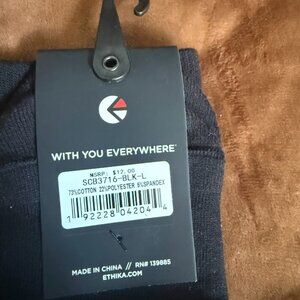 WITH YOU EVERYWHERE
MSRP: $12.00
SCB3716-BLK-L
73%COTTON 22%POLYESTER 5%SPANDEX
1 92228 04204 4
MADE IN CHINA // RN# 139885
ETHIKA.COM